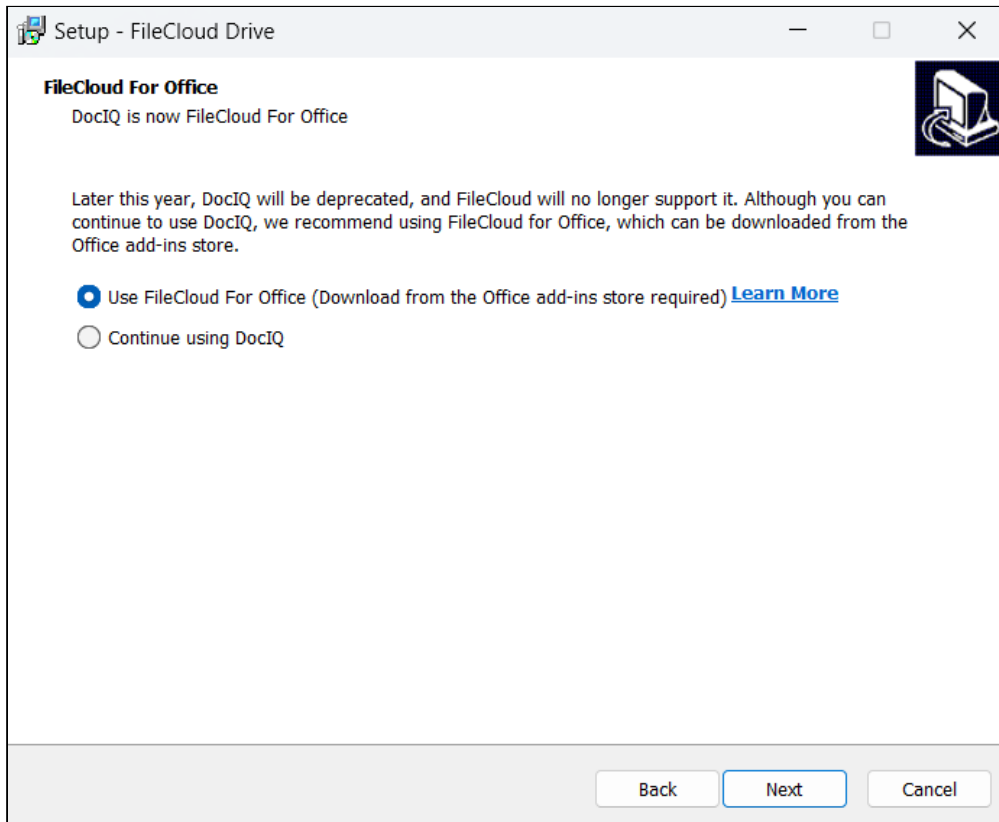 Setup - FileCloud Drive
FileCloud For Office
DocIQ is now FileCloud For Office
Later this year, DocIQ will be deprecated, and FileCloud will no longer support it. Although you can
continue to use DocIQ, we recommend using FileCloud for Office, which can be downloaded from the
Office add-ins store.
Use FileCloud For Office (Download from the Office add-ins store required) Learn More
Continue using DocIQ
Back Next Cancel